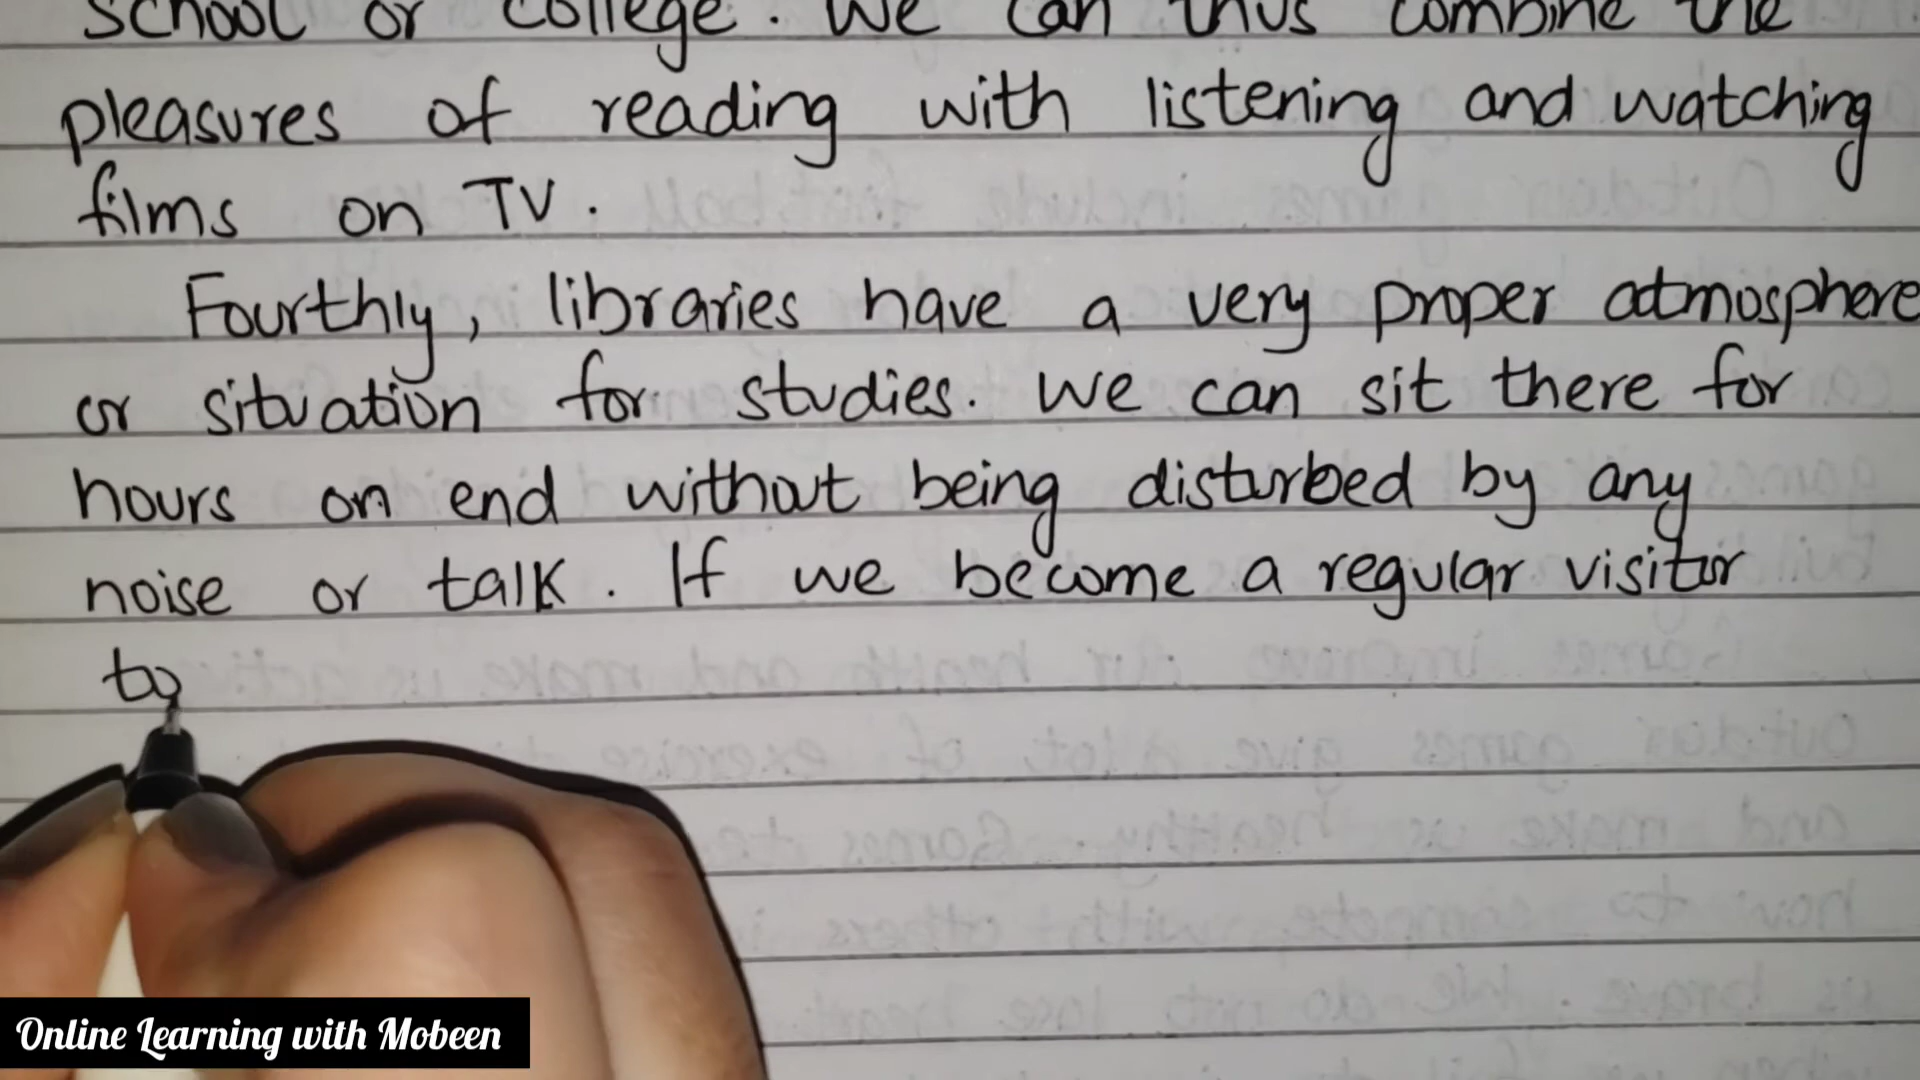 school or college. We can thus combine the
pleasures of reading with listening and watching
films on TV.
Fourthly, libraries have a very proper atmosphere
or situation for studies. We can sit there for
hours on end without being disturbed by any
noise or talk. If we become a regular visitor
to
Online Learning with Mobeen